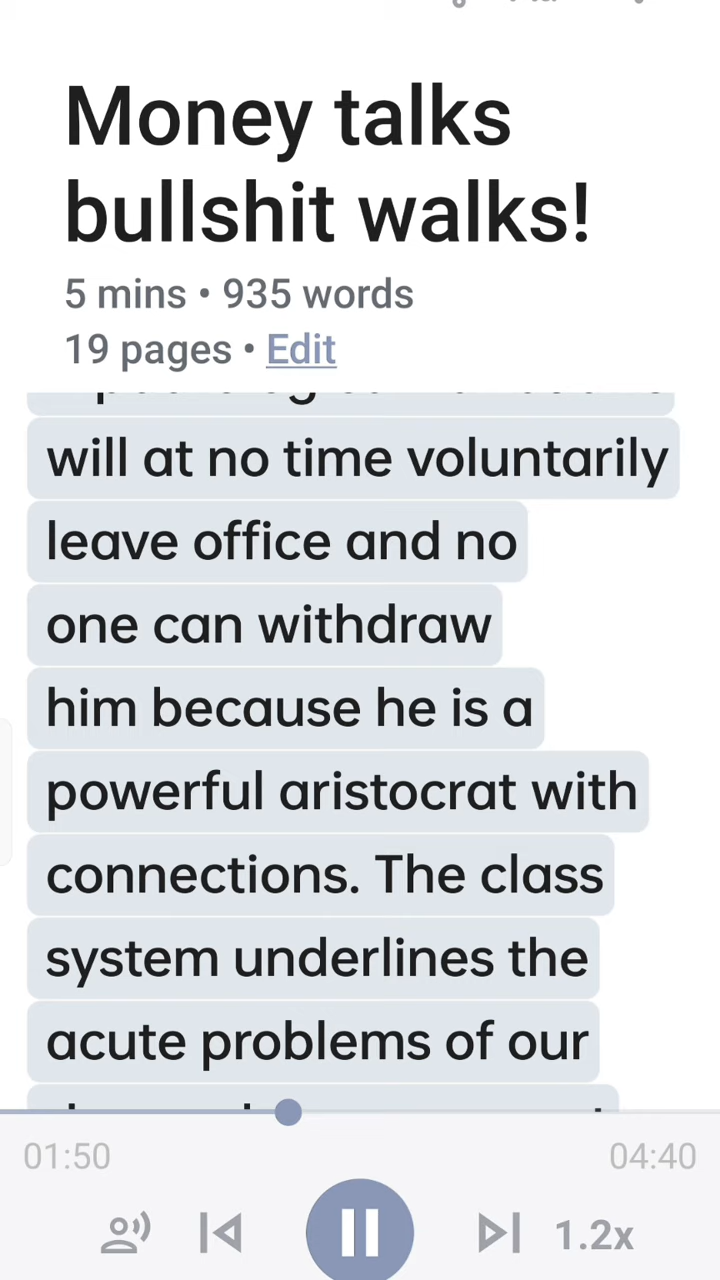 Money talks
bullshit walks!
5 mins • 935 words
19 pages • Edit
will at no time voluntarily
leave office and no
one can withdraw
him because he is a
powerful aristocrat with
connections. The class
system underlines the
acute problems of our
01:50
04:40
1.2x